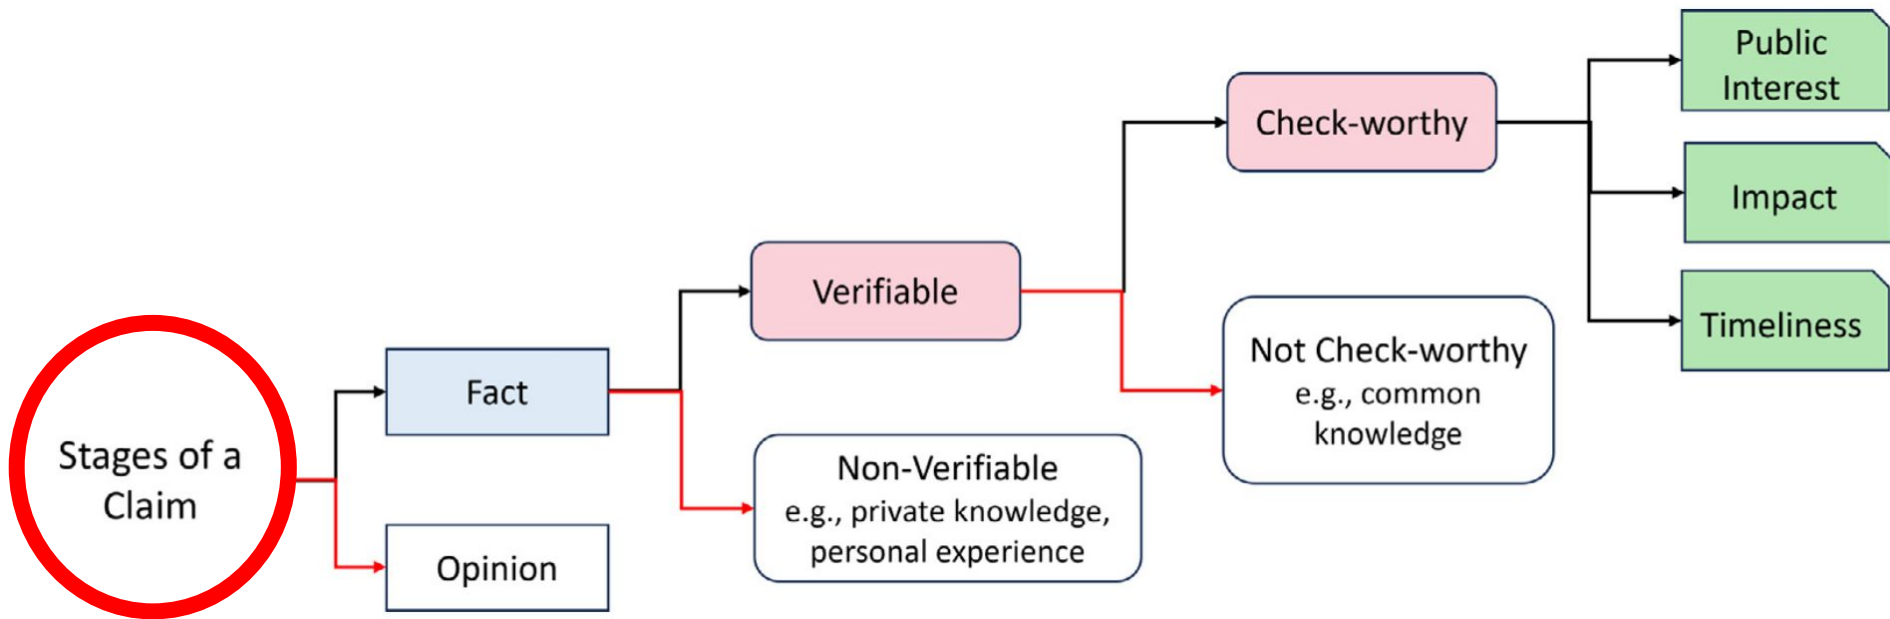 Stages of a
Claim
Fact
Opinion
Verifiable
Non-Verifiable
e.g., private knowledge,
personal experience
Check-worthy
Not Check-worthy
e.g., common
knowledge
Public
Interest
Impact
Timeliness